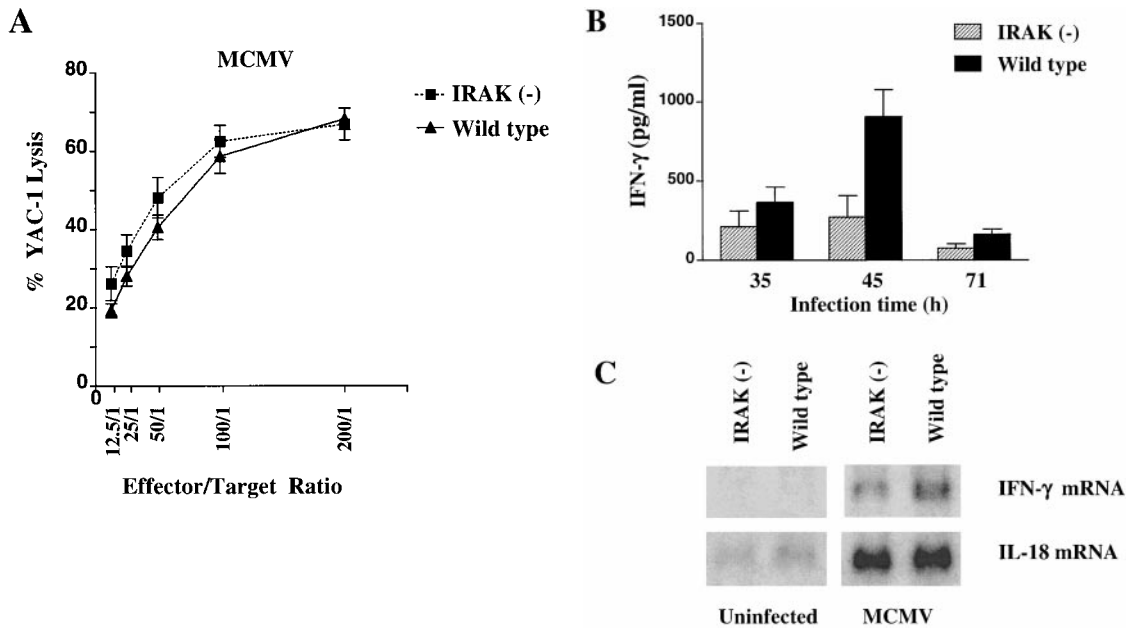 A
MCMV
80
60
40
20
0
0
% YAC-1 Lysis
12.5/1
25/1
50/1
100/1
200/1
Effector/Target Ratio
IRAK (-)
Wild type
B
1500
1000
500
0
IFN-γ (pg/ml)
IRAK (-)
Wild type
35 45 71
Infection time (h)
C
IRAK (-)
Wild type
IRAK (-)
Wild type
IFN-γ mRNA
IL-18 mRNA
Uninfected MCMV